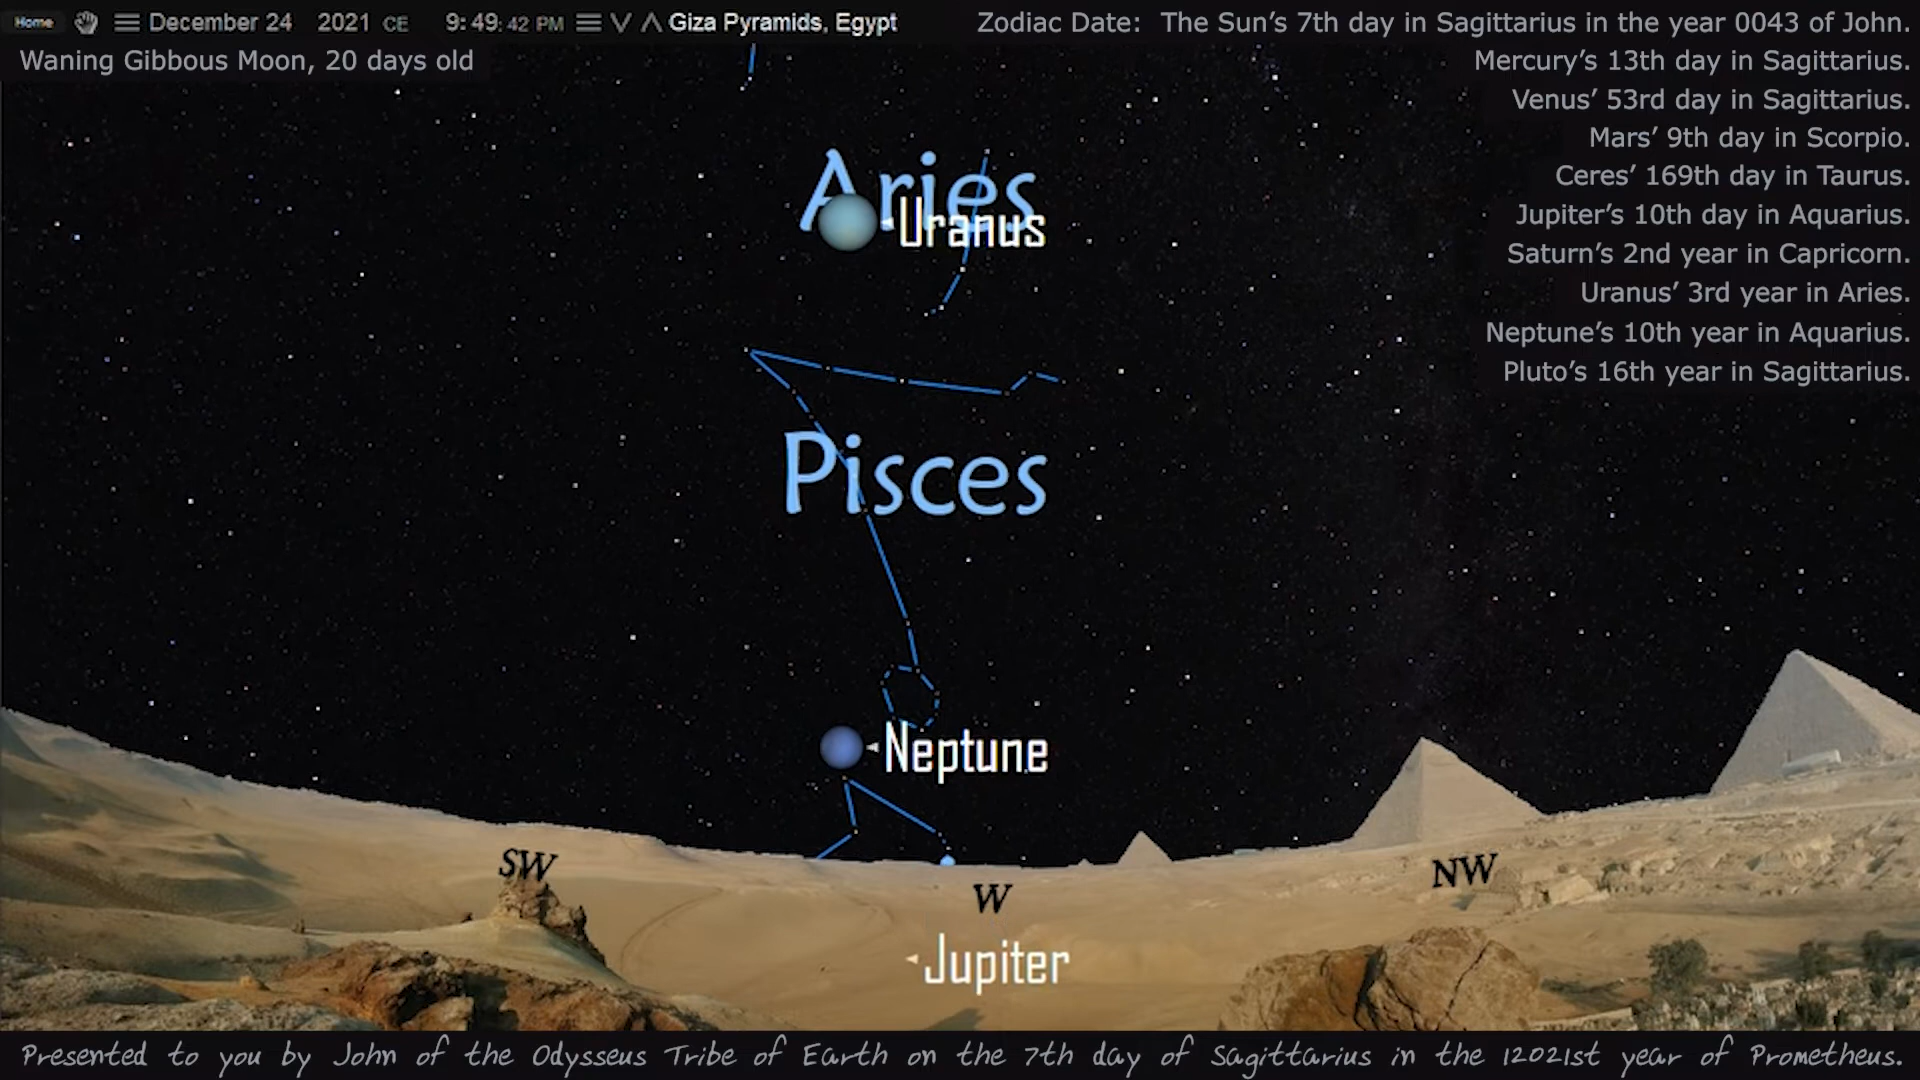 Home December 24 2021 CE 9:49:42 PM Giza Pyramids, Egypt
Zodiac Date: The Sun’s 7th day in Sagittarius in the year 0043 of John.
Waning Gibbous Moon, 20 days old
Mercury’s 13th day in Sagittarius.
Venus’ 53rd day in Sagittarius.
Mars’ 9th day in Scorpio.
Ceres’ 169th day in Taurus.
Jupiter’s 10th day in Aquarius.
Saturn’s 2nd year in Capricorn.
Uranus’ 3rd year in Aries.
Neptune’s 10th year in Aquarius.
Pluto’s 16th year in Sagittarius.
Aries
Uranus
Pisces
Neptune
SW
W
NW
Jupiter
Presented to you by John of the Odysseus Tribe of Earth on the 7th day of Sagittarius in the 12021st year of Prometheus.